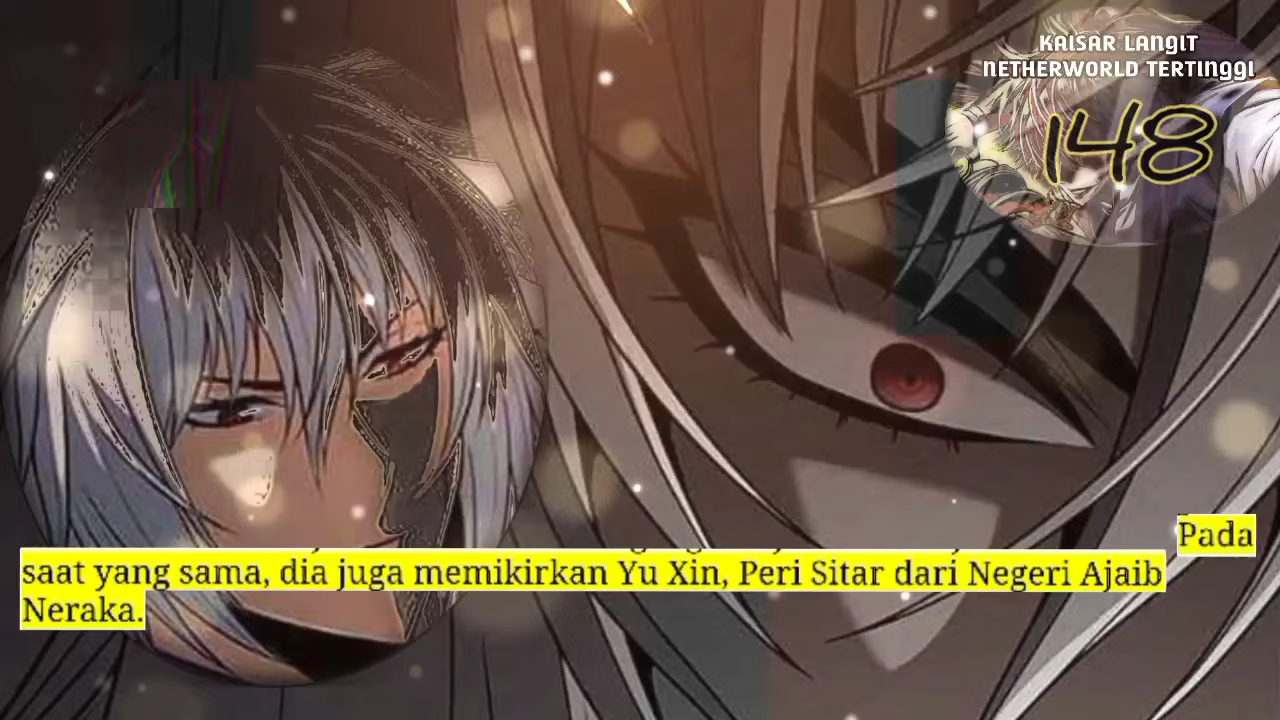 KAISAR LANGIT
NETHERWORLD TERTINGGI
148
Pada
saat yang sama, dia juga memikirkan Yu Xin, Peri Sitar dari Negeri Ajaib
Neraka.